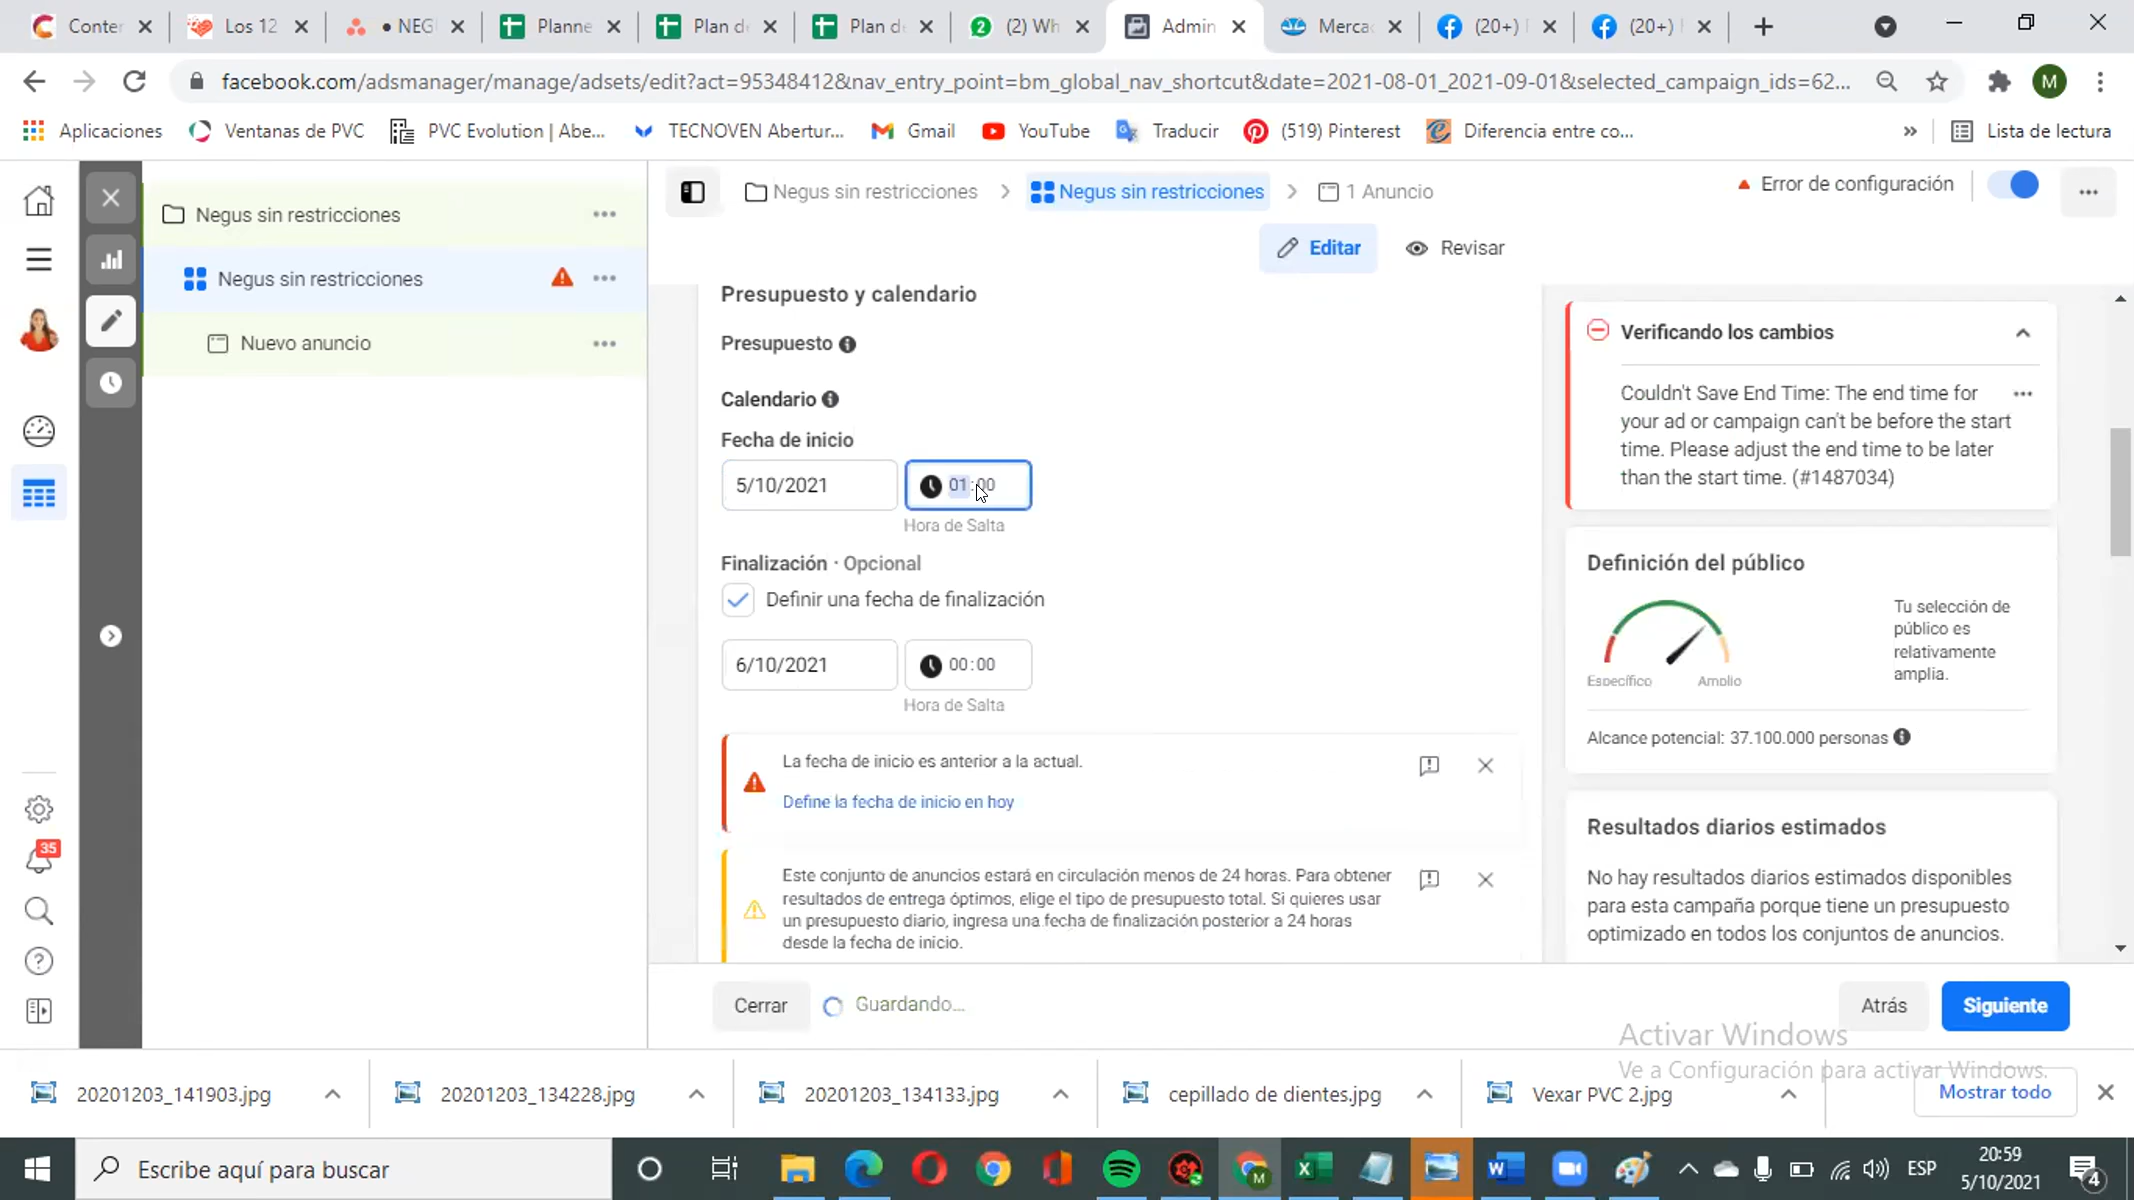 Conter
Los 12
• NEG
Planne
Plan de
Plan de
(2) Wh
Admin
Merca
(20+)
(20+)
facebook.com/adsmanager/manage/adsets/edit?act=95348412&nav_entry_point=bm_global_nav_shortcut&date=2021-08-01_2021-09-01&selected_campaign_ids=62...
M
Aplicaciones
Ventanas de PVC
PVC Evolution | Abe...
TECNOVEN Abertur...
Gmail
YouTube
Traducir
(519) Pinterest
Diferencia entre co...
»
Lista de lectura
Negus sin restricciones
Negus sin restricciones
Nuevo anuncio
35
Negus sin restricciones
Negus sin restricciones
1 Anuncio
Error de configuración
Editar
Revisar
Presupuesto y calendario
Presupuesto
Calendario
Fecha de inicio
5/10/2021
01:00
Hora de Salta
Finalización · Opcional
Definir una fecha de finalización
6/10/2021
00:00
Hora de Salta
La fecha de inicio es anterior a la actual.
Define la fecha de inicio en hoy
Este conjunto de anuncios estará en circulación menos de 24 horas. Para obtener
resultados de entrega óptimos, elige el tipo de presupuesto total. Si quieres usar
un presupuesto diario, ingresa una fecha de finalización posterior a 24 horas
desde la fecha de inicio.
Verificando los cambios
Couldn't Save End Time: The end time for
your ad or campaign can't be before the start
time. Please adjust the end time to be later
than the start time. (#1487034)
Definición del público
Tu selección de
público es
relativamente
amplia.
Específico
Amplio
Alcance potencial: 37.100.000 personas
Resultados diarios estimados
No hay resultados diarios estimados disponibles
para esta campaña porque tiene un presupuesto
optimizado en todos los conjuntos de anuncios.
Cerrar
Guardando...
Atrás
Siguiente
Activar Windows
Ve a Configuración para activar Windows.
20201203_141903.jpg
20201203_134228.jpg
20201203_134133.jpg
cepillado de dientes.jpg
Vexar PVC 2.jpg
Mostrar todo
Escribe aquí para buscar
M
ESP
20:59
5/10/2021
4